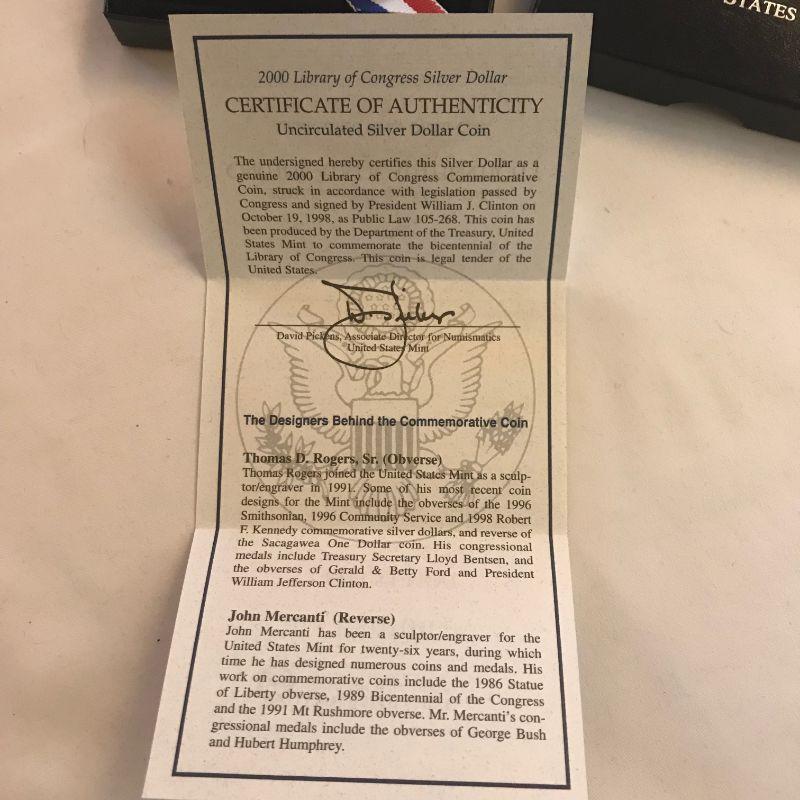 STATES
2000 Library of Congress Silver Dollar
CERTIFICATE OF AUTHENTICITY
Uncirculated Silver Dollar Coin
The undersigned hereby certifies this Silver Dollar as a
genuine 2000 Library of Congress Commemorative
Coin, struck in accordance with legislation passed by
Congress and signed by President William J. Clinton on
October 19, 1998, as Public Law 105-268. This coin has
been produced by the Department of the Treasury, United
States Mint to commemorate the bicentennial of the
Library of Congress. This coin is legal tender of the
United States.
David Pickens, Associate Director for Numismatics
United States Mint
The Designers Behind the Commemorative Coin
Thomas D. Rogers, Sr. (Obverse)
Thomas Rogers joined the United States Mint as a sculp-
tor/engraver in 1991. Some of his most recent coin
designs for the Mint include the obverses of the 1996
Smithsonian, 1996 Community Service and 1998 Robert
F. Kennedy commemorative silver dollars, and reverse of
the Sacagawea One Dollar coin. His congressional
medals include Treasury Secretary Lloyd Bentsen, and
the obverses of Gerald & Betty Ford and President
William Jefferson Clinton.
John Mercanti (Reverse)
John Mercanti has been a sculptor/engraver for the
United States Mint for twenty-six years, during which
time he has designed numerous coins and medals. His
work on commemorative coins include the 1986 Statue
of Liberty obverse, 1989 Bicentennial of the Congress
and the 1991 Mt Rushmore obverse. Mr. Mercanti's con-
gressional medals include the obverses of George Bush
and Hubert Humphrey.